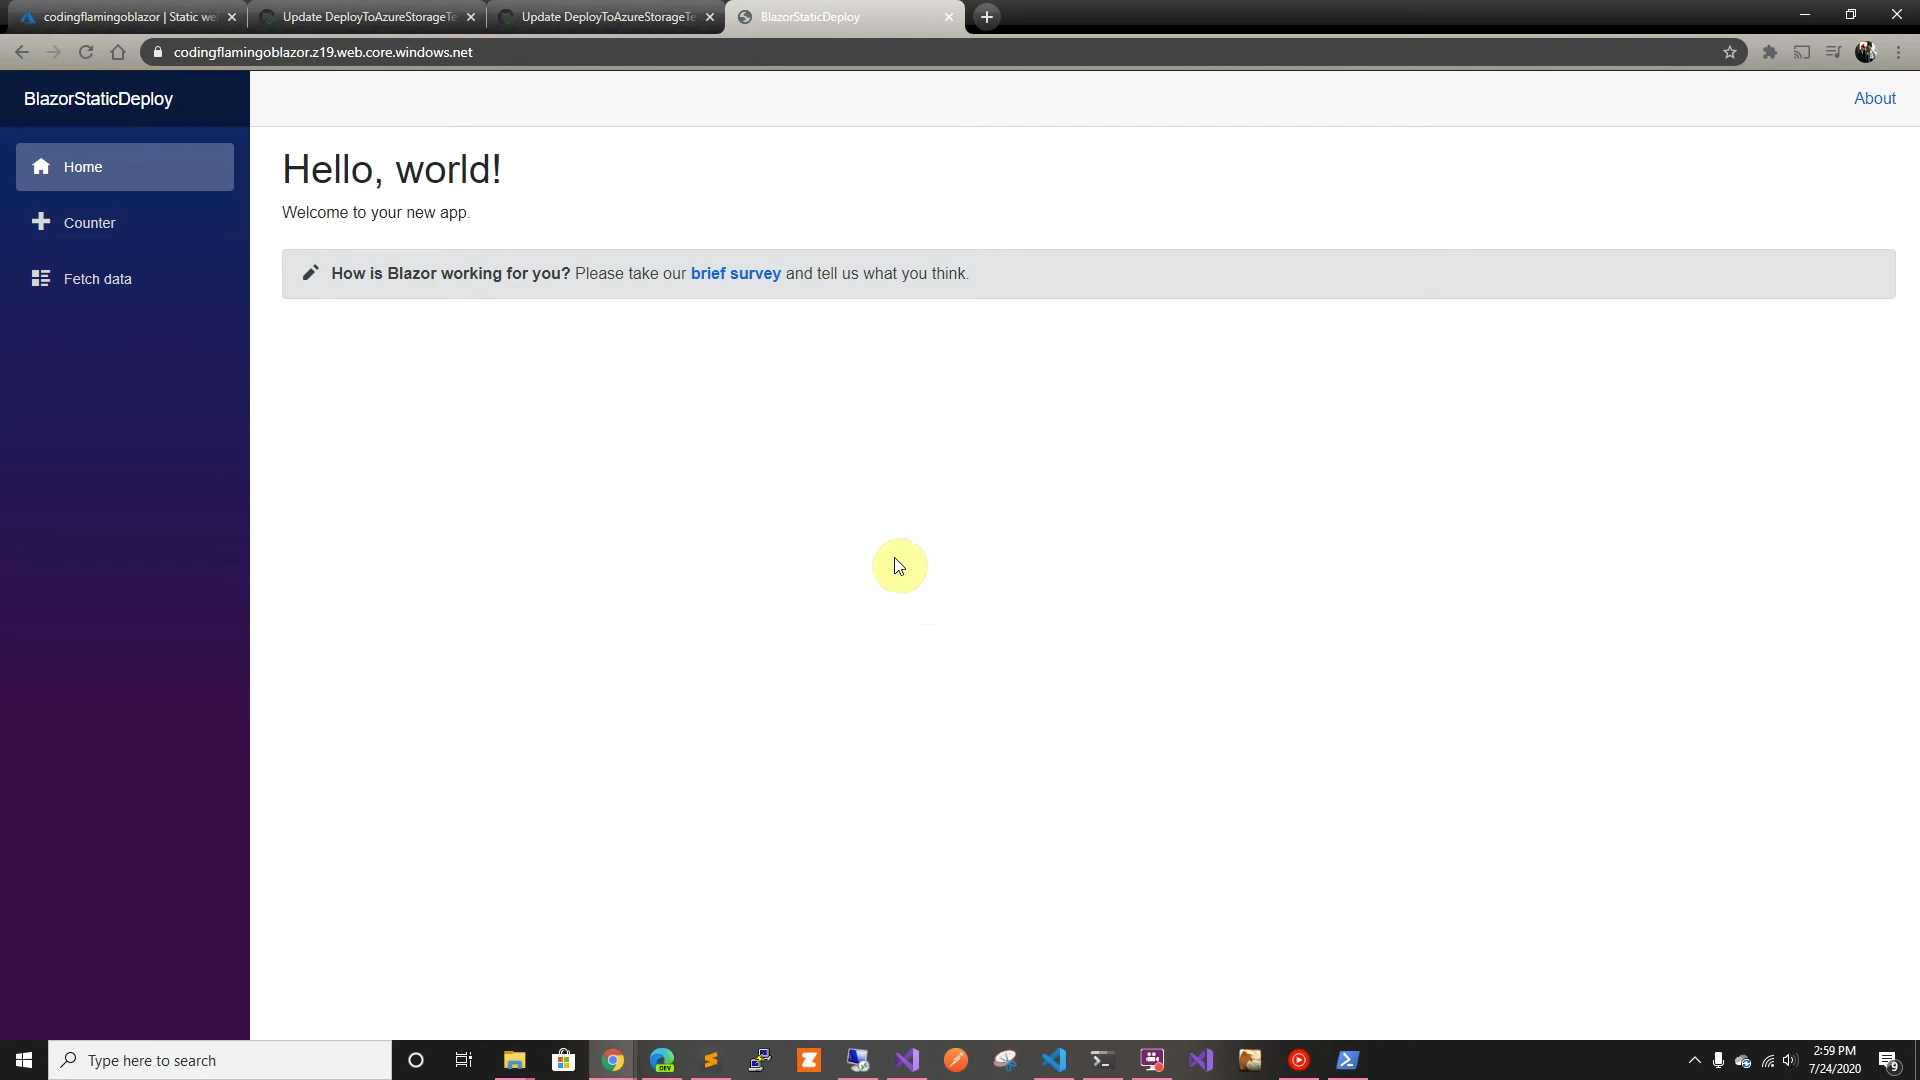 codingflamingoblazor | Static we
Update DeployToAzureStorageTe
Update DeployToAzureStorageTe
BlazorStaticDeploy
codingflamingoblazor.z19.web.core.windows.net
BlazorStaticDeploy
About
Home
Counter
Fetch data
Hello, world!
Welcome to your new app.
How is Blazor working for you? Please take our brief survey and tell us what you think.
Type here to search
DEV
2:59 PM
7/24/2020
9